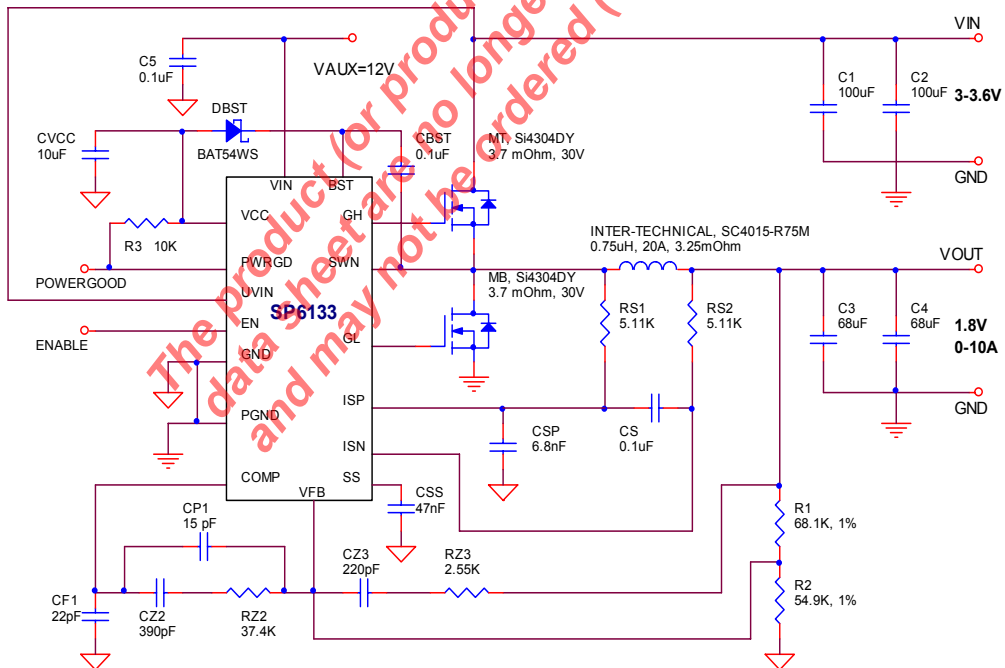 VIN
C5
0.1uF
VAUX=12V
C1
100uF
C2
100uF
3-3.6V
DBST
BAT54WS
CVCC
10uF
CBST
0.1uF
MT, Si4304DY
3.7 mOhm, 30V
GND
VIN
BST
VCC
GH
R3 10K
INTER-TECHNICAL, SC4015-R75M
0.75uH, 20A, 3.25mOhm
PWRGD
SWN
VOUT
POWERGOOD
UVIN
MB, Si4304DY
3.7 mOhm, 30V
SP6133
RS1
5.11K
RS2
5.11K
C3
68uF
C4
68uF
1.8V
0-10A
EN
GL
ENABLE
GND
ISP
GND
PGND
CSP
6.8nF
CS
0.1uF
ISN
COMP
SS
VFB
CSS
47nF
CP1
15 pF
R1
68.1K, 1%
CZ3
220pF
RZ3
2.55K
CF1
22pF
CZ2
390pF
RZ2
37.4K
R2
54.9K, 1%
The product (or produ
data sheet are no longe
and may not be ordered (